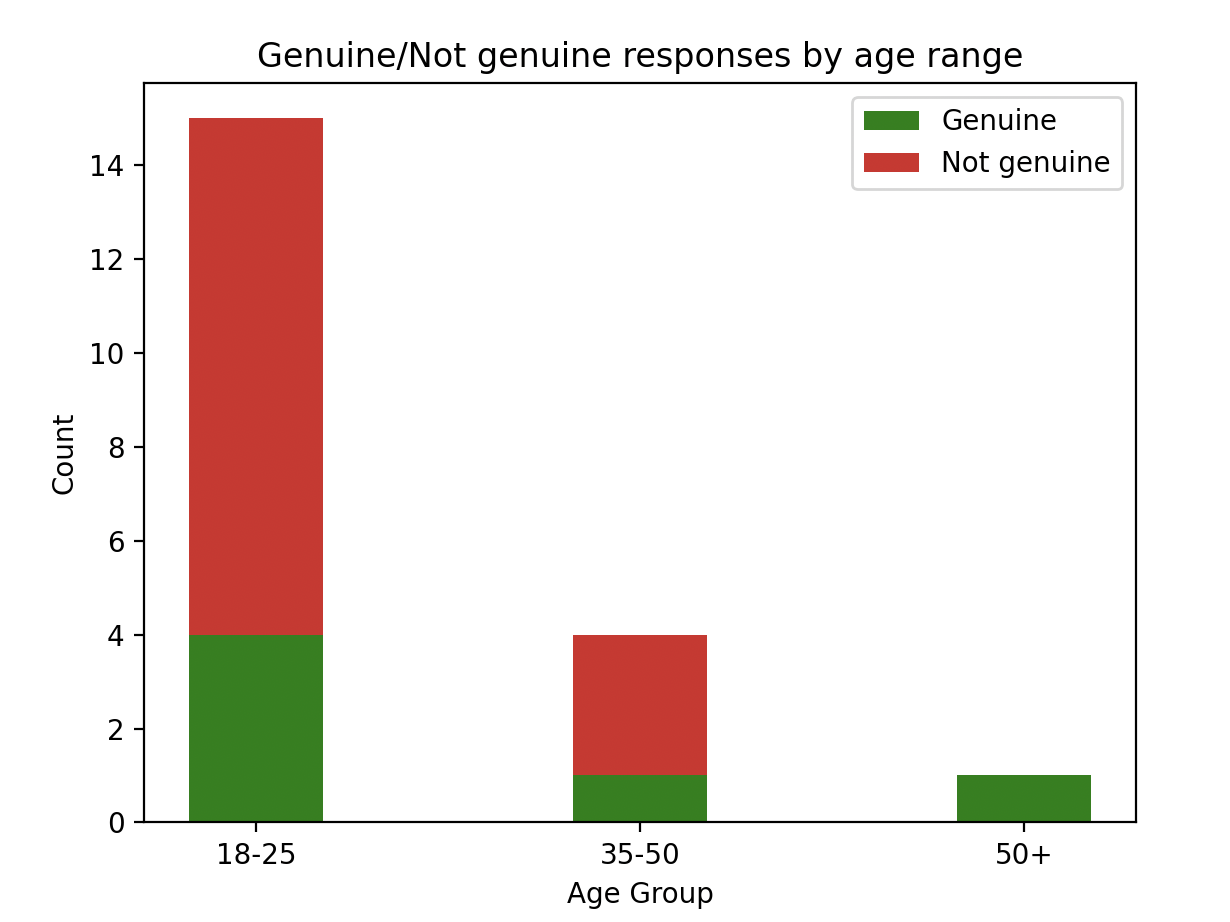 Genuine/Not genuine responses by age range
Genuine
Not genuine
14
12
10
8
6
4
2
0
Count
18-25
35-50
50+
Age Group